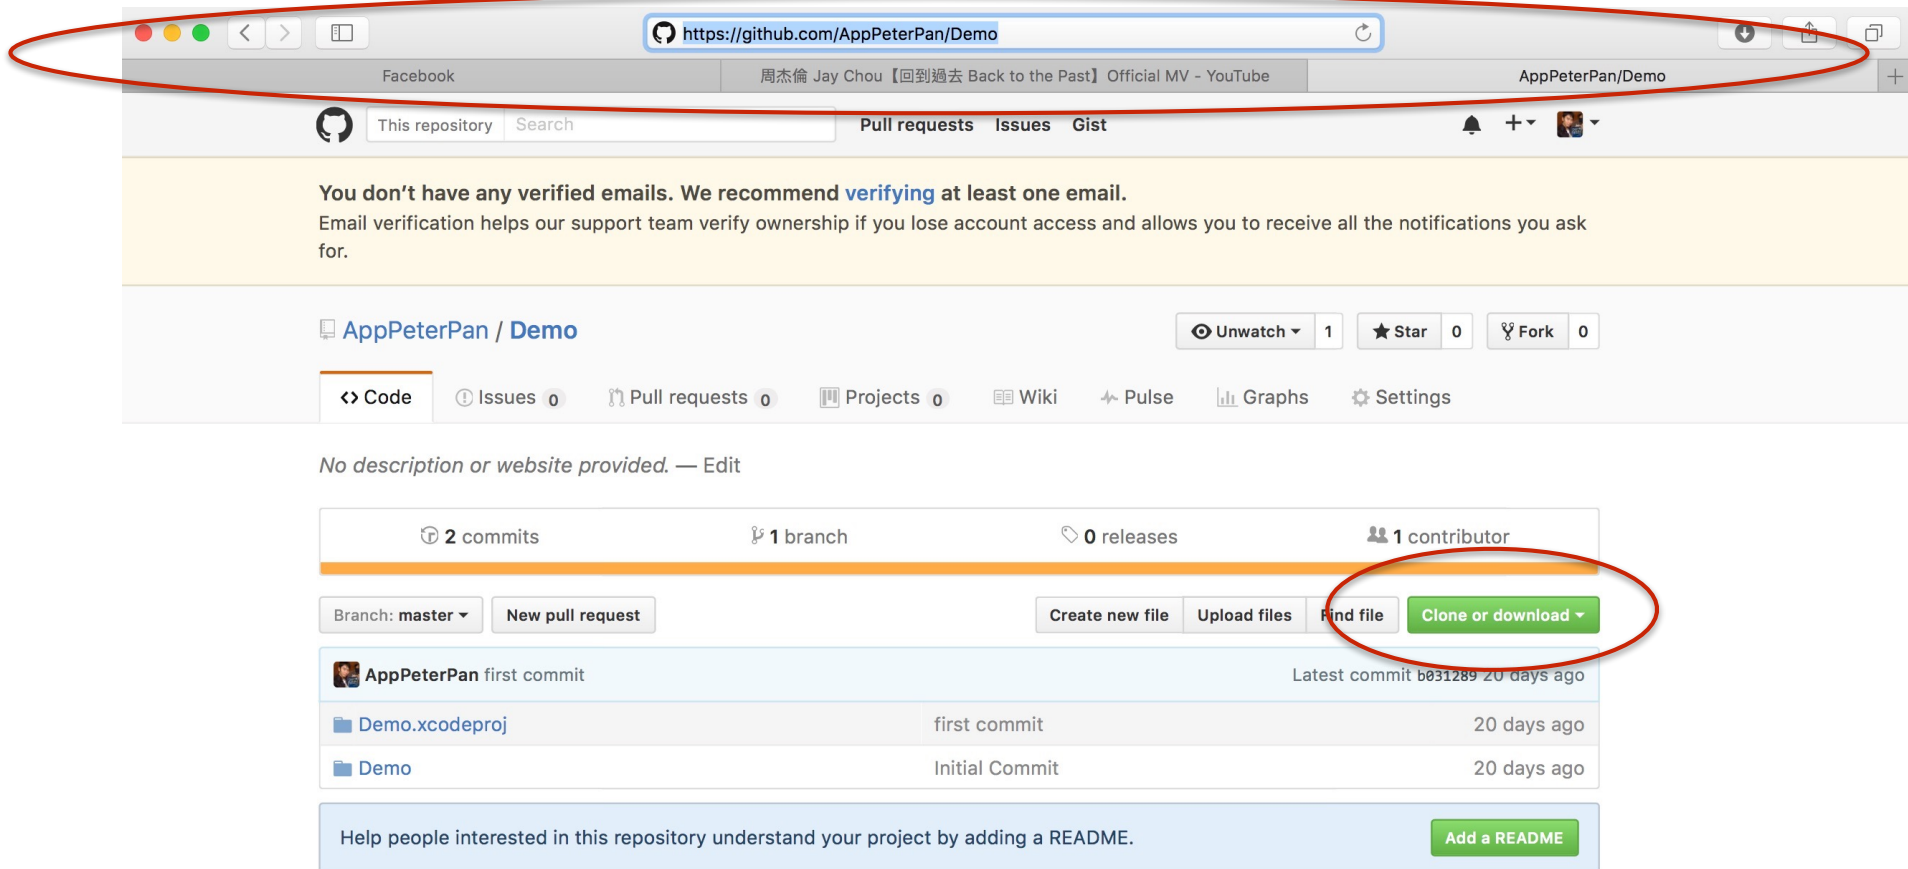 https://github.com/AppPeterPan/Demo
Facebook
周杰倫 Jay Chou【回到過去 Back to the Past】Official MV - YouTube
AppPeterPan/Demo
This repository Search
Pull requests Issues Gist
You don't have any verified emails. We recommend verifying at least one email.
Email verification helps our support team verify ownership if you lose account access and allows you to receive all the notifications you ask
for.
AppPeterPan / Demo
Unwatch 1 Star 0 Fork 0
Code Issues 0 Pull requests 0 Projects 0 Wiki Pulse Graphs Settings
No description or website provided. — Edit
2 commits 1 branch 0 releases 1 contributor
Branch: master New pull request Create new file Upload files Find file Clone or download
AppPeterPan first commit Latest commit b031289 20 days ago
Demo.xcodeproj first commit 20 days ago
Demo Initial Commit 20 days ago
Help people interested in this repository understand your project by adding a README. Add a README